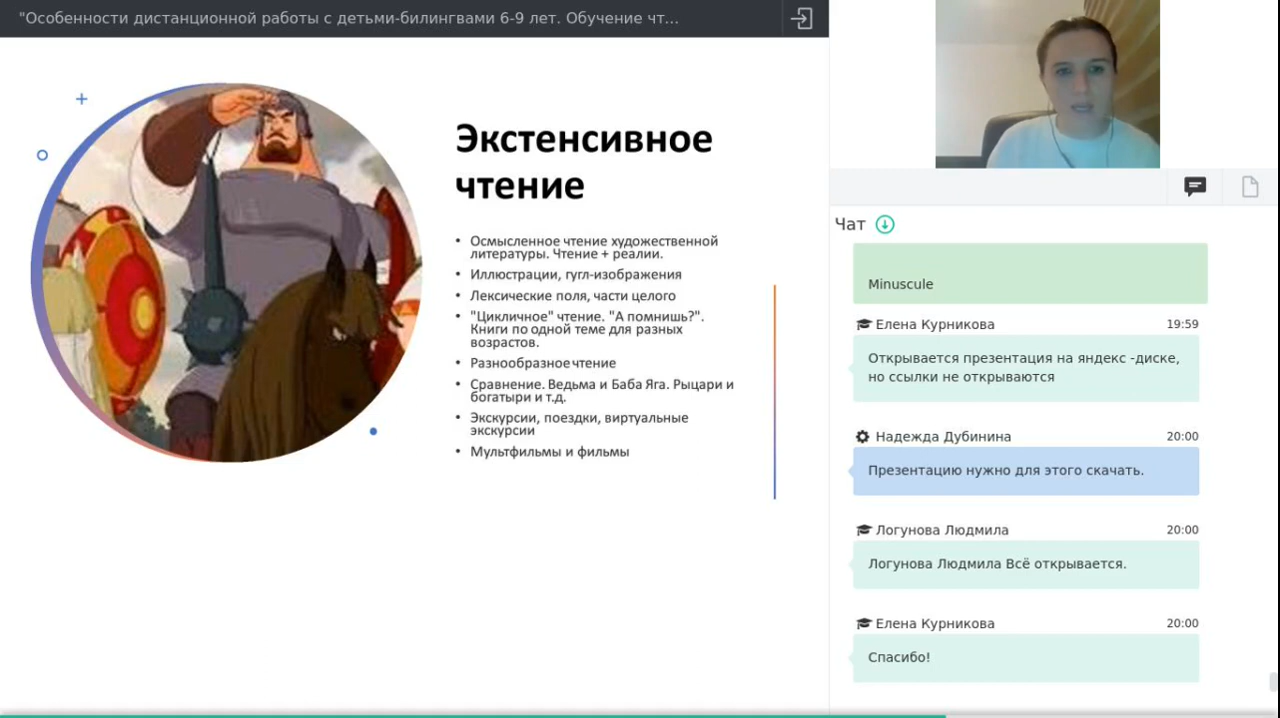 "Особенности дистанционной работы с детьми-билингвами 6-9 лет. Обучение чт...
Экстенсивное
чтение
• Осмысленное чтение художественной
литературы. Чтение + реалии.
• Иллюстрации, гугл-изображения
• Лексические поля, части целого
• "Цикличное" чтение. "А помнишь?".
Книги по одной теме для разных
возрастов.
• Разнообразное чтение
• Сравнение. Ведьма и Баба Яга. Рыцари и
богатыри и т.д.
• Экскурсии, поездки, виртуальные
экскурсии
• Мультфильмы и фильмы
Чат
Minuscule
Елена Курникова 19:59
Открывается презентация на яндекс -диске,
но ссылки не открываются
Надежда Дубинина 20:00
Презентацию нужно для этого скачать.
Логунова Людмила 20:00
Логунова Людмила Всё открывается.
Елена Курникова 20:00
Спасибо!